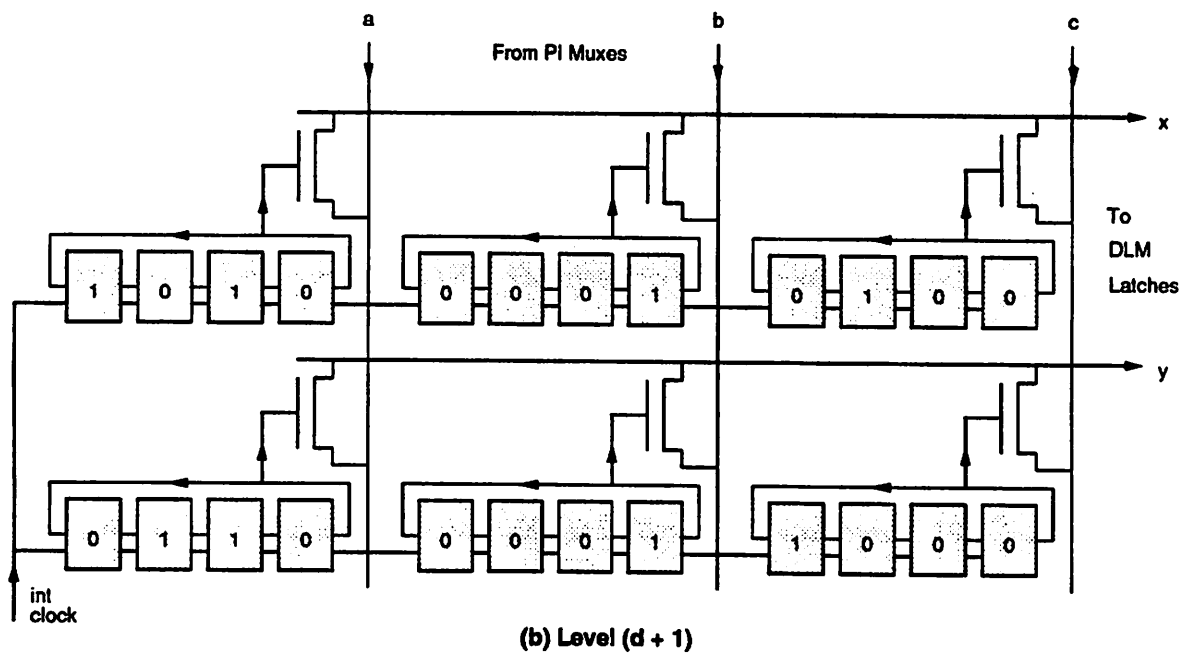 a
b
c
From PI Muxes
x
To
DLM
Latches
1 0 1 0 0 0 0 1 0 1 0 0
y
0 1 1 0 0 0 0 1 1 0 0 0
int
clock
(b) Level (d + 1)